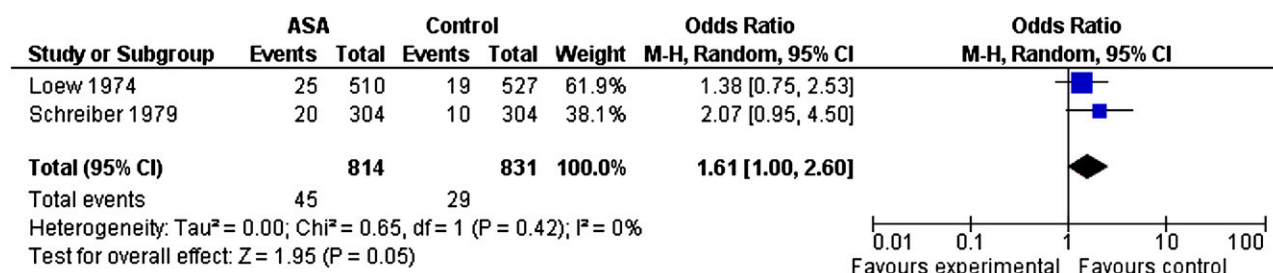 ASA Control Odds Ratio Odds Ratio
Study or Subgroup Events Total Events Total Weight M-H, Random, 95% CI M-H, Random, 95% CI
Loew 1974 25 510 19 527 61.9% 1.38 [0.75, 2.53]
Schreiber 1979 20 304 10 304 38.1% 2.07 [0.95, 4.50]
Total (95% CI) 814 831 100.0% 1.61 [1.00, 2.60]
Total events 45 29
Heterogeneity: Tau² = 0.00; Chi² = 0.65, df = 1 (P = 0.42); I² = 0%
Test for overall effect: Z = 1.95 (P = 0.05)
0.01 0.1 1 10 100
Favours experimental Favours control